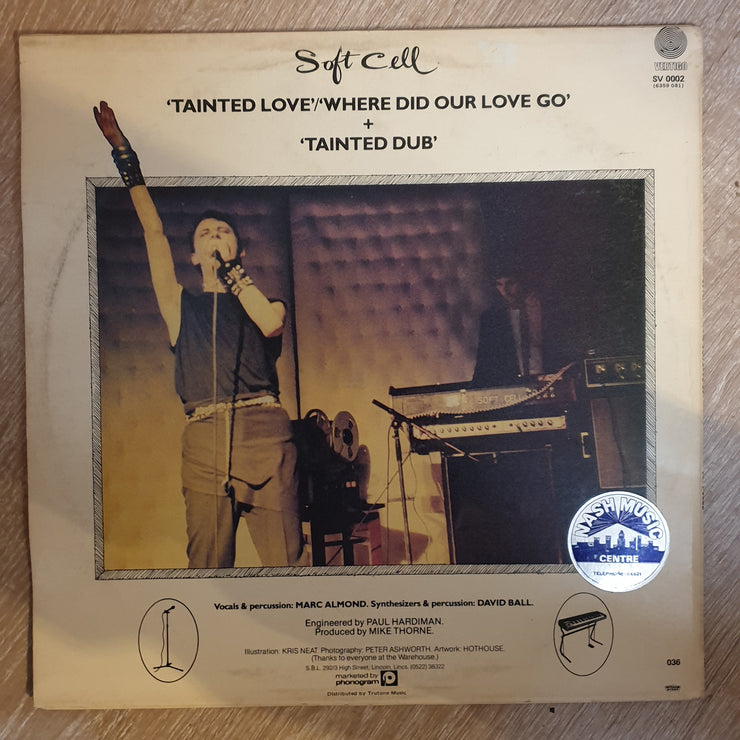 Soft Cell
VERTIGO
SV 0002
(6359 081)
'TAINTED LOVE'/'WHERE DID OUR LOVE GO'
+
'TAINTED DUB'
SOFT CELL
NASH MUSIC
CENTRE
TELEPHONE
Vocals & percussion: MARC ALMOND. Synthesizers & percussion: DAVID BALL.
Engineered by PAUL HARDIMAN.
Produced by MIKE THORNE.
Illustration: KRIS NEAT. Photography: PETER ASHWORTH. Artwork: HOTHOUSE.
(Thanks to everyone at the Warehouse.)
S.B.L. 292/3 High Street, Lincoln, Lincs. (0522) 36322
marketed by
phonogram
Distributed by Trutone Music
036